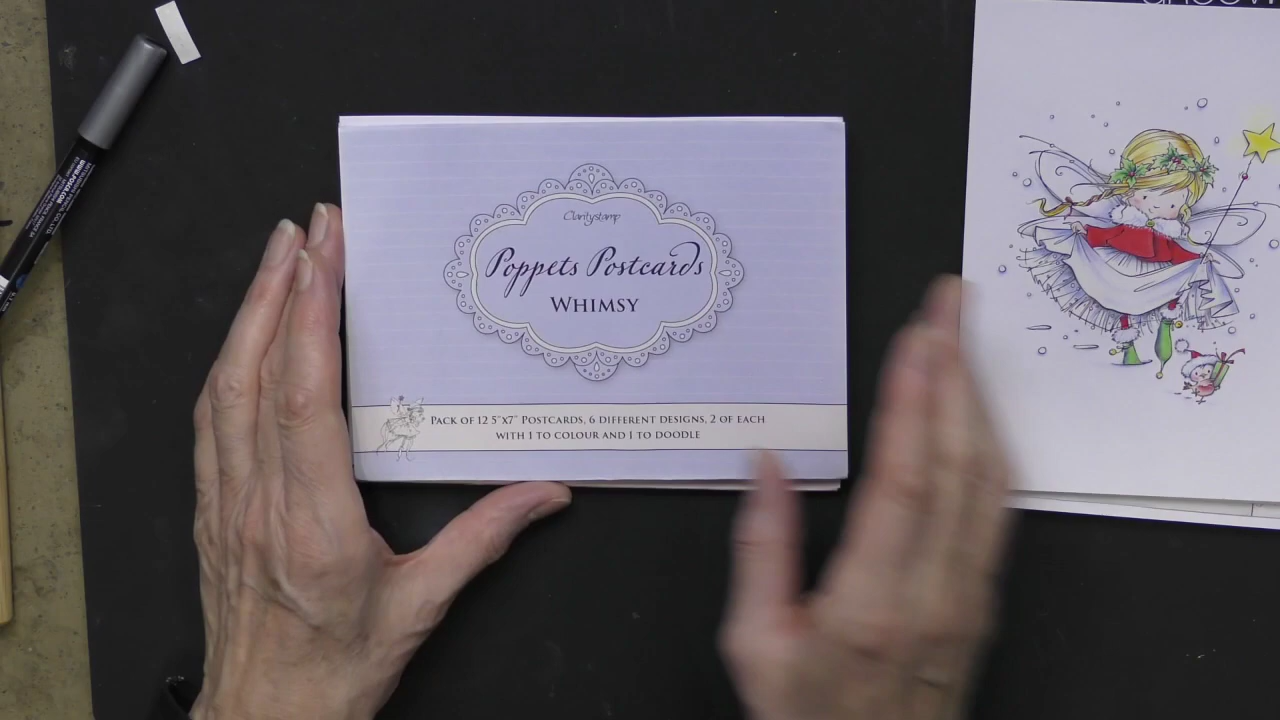 Claritystamp
Poppets Postcards
Whimsy
Pack of 12 5"x7" Postcards, 6 different designs, 2 of each
with 1 to colour and 1 to doodle